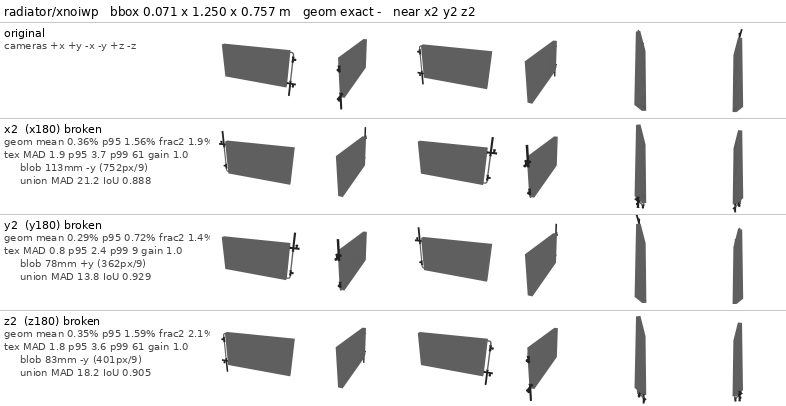 radiator/xnoiwp   bbox 0.071 x 1.250 x 0.757 m   geom exact -   near x2 y2 z2
original
cameras +x +y -x -y +z -z
x2  (x180) broken
geom mean 0.36% p95 1.56% frac2 1.9%
tex MAD 1.9 p95 3.7 p99 61 gain 1.0
blob 113mm -y (752px/9)
union MAD 21.2 IoU 0.888
y2  (y180) broken
geom mean 0.29% p95 0.72% frac2 1.4%
tex MAD 0.8 p95 2.4 p99 9 gain 1.0
blob 78mm +y (362px/9)
union MAD 13.8 IoU 0.929
z2  (z180) broken
geom mean 0.35% p95 1.59% frac2 2.1%
tex MAD 1.8 p95 3.6 p99 61 gain 1.0
blob 83mm -y (401px/9)
union MAD 18.2 IoU 0.905